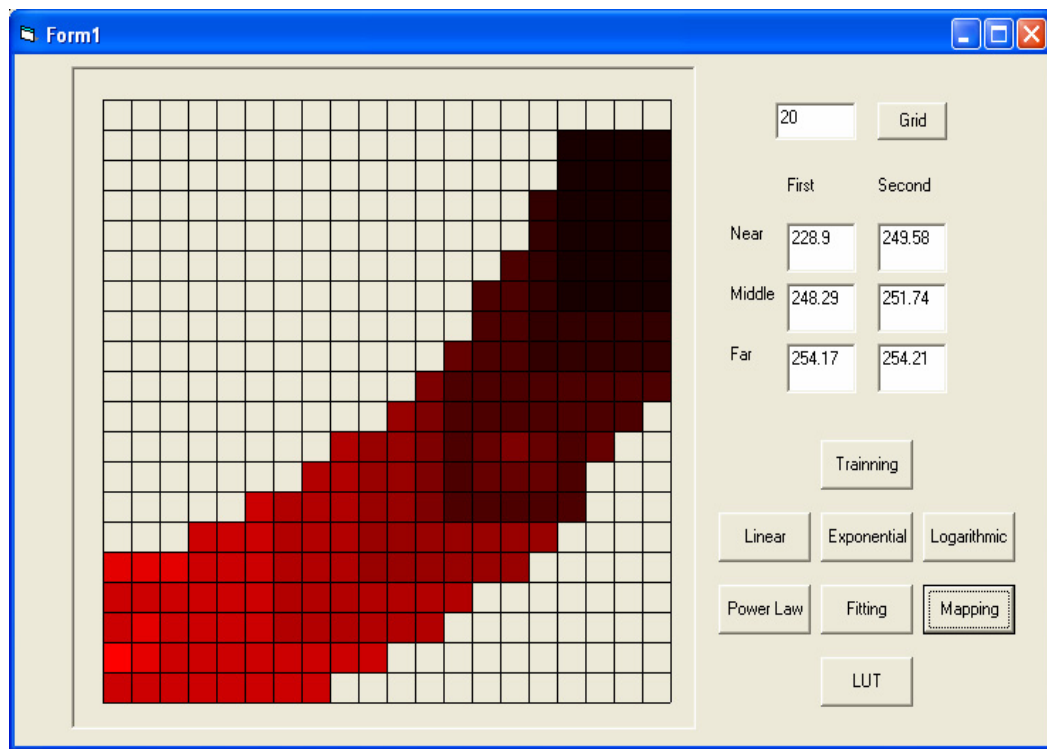 Form1
20 Grid
First Second
Near 228.9 249.58
Middle 248.29 251.74
Far 254.17 254.21
Trainning
Linear Exponential Logarithmic
Power Law Fitting Mapping
LUT